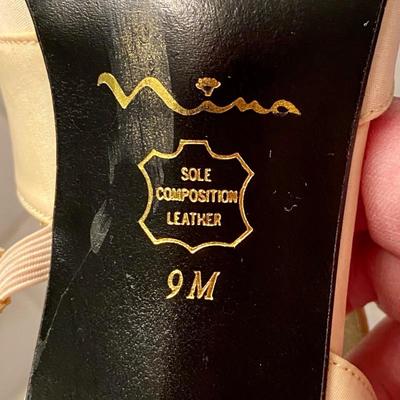 Nina
SOLE
COMPOSITION
LEATHER
9M